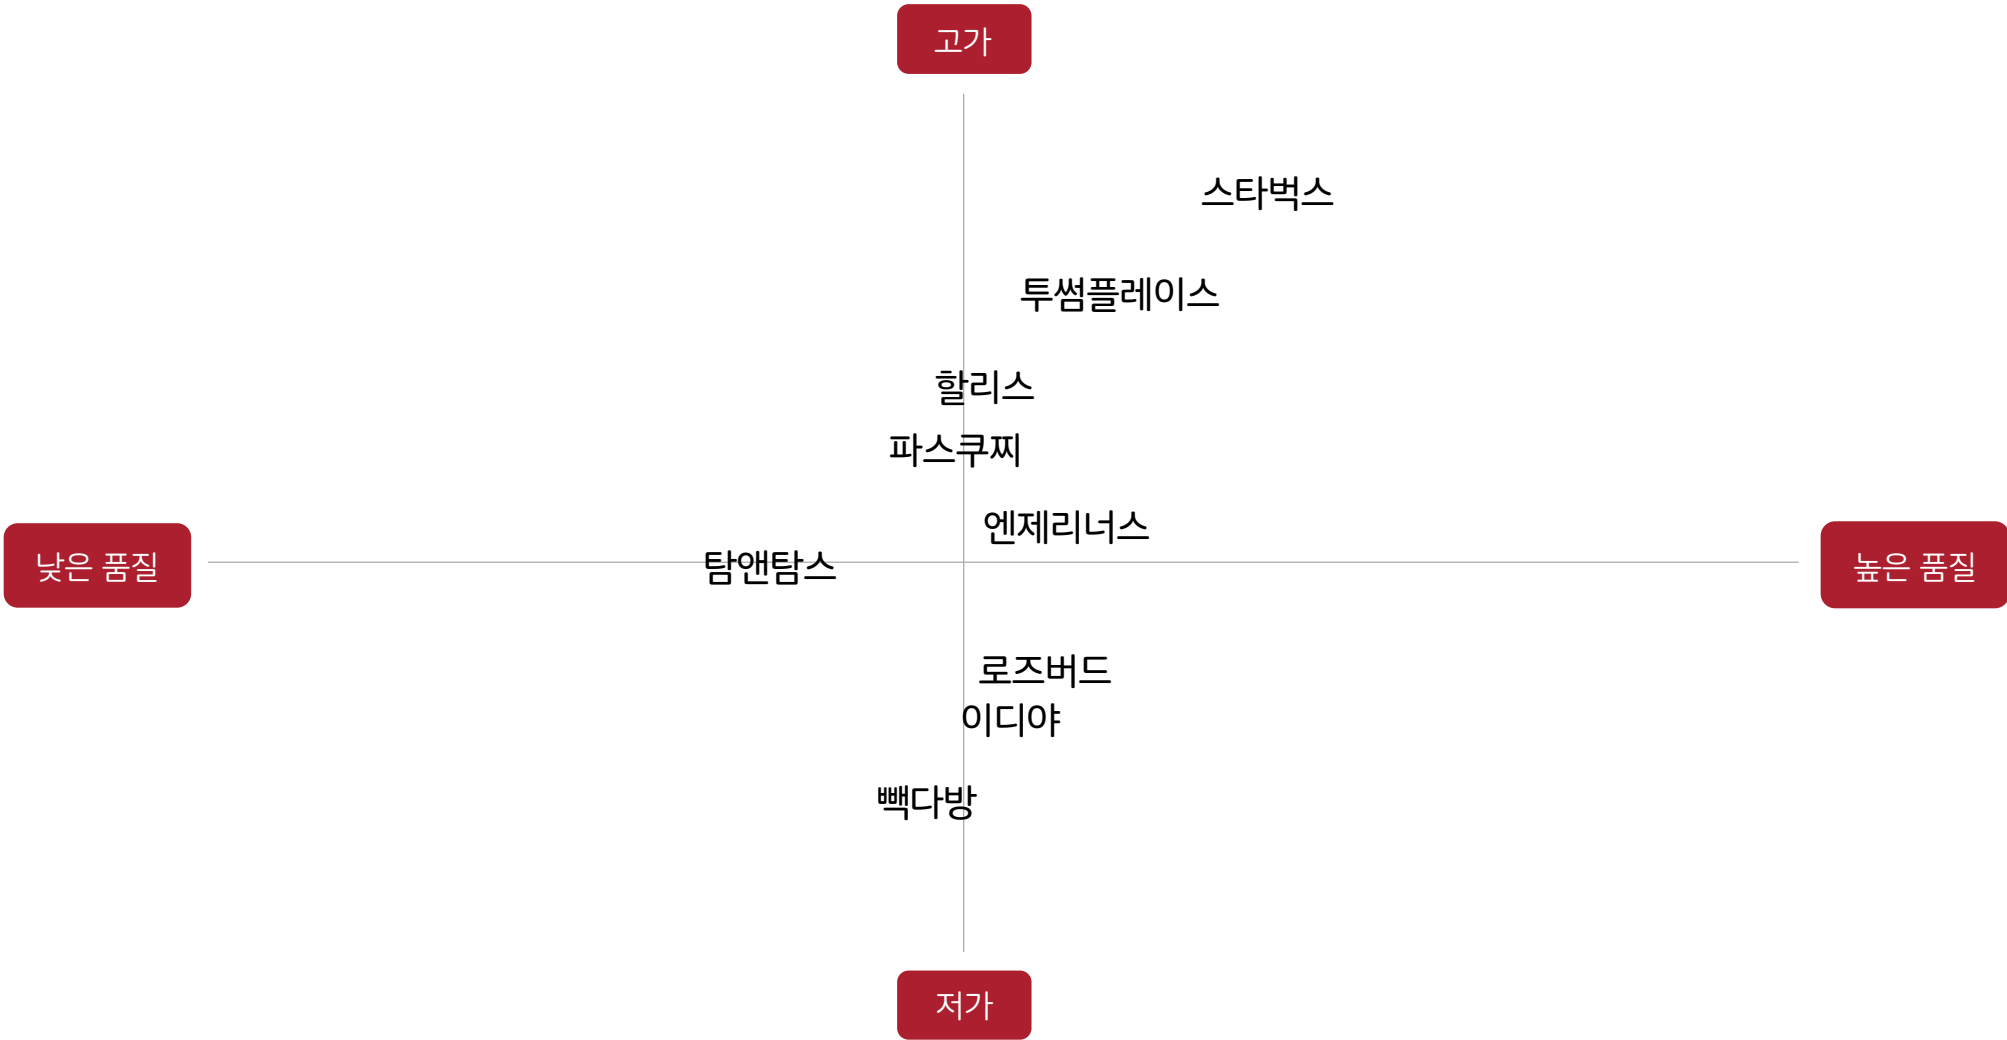 고가
스타벅스
투썸플레이스
할리스
파스쿠찌
엔제리너스
낮은 품질
탐앤탐스
높은 품질
로즈버드
이디야
빽다방
저가